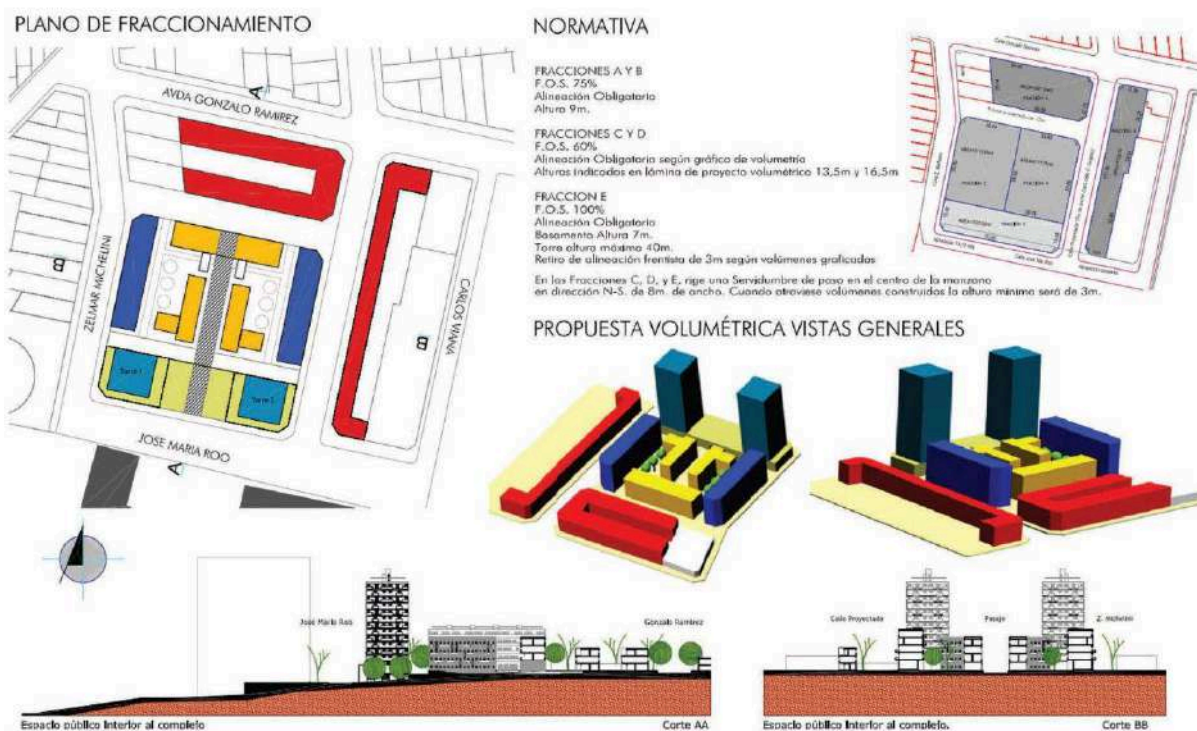 PLANO DE FRACCIONAMIENTO
AVDA GONZALO RAMIREZ
A
B
ZELMAR MICHELINI
CARLOS VIANA
B
Torre 1
Torre 2
JOSE MARIA ROO
A
NORMATIVA
FRACCIONES A Y B
F.O.S. 75%
Alineación Obligatoria
Altura 9m.
FRACCIONES C Y D
F.O.S. 60%
Alineación Obligatoria según gráfico de volumetría
Alturas indicadas en lámina de proyecto volumétrico 13,5m y 16,5m
FRACCION E
F.O.S. 100%
Alineación Obligatoria
Basamento Altura 7m.
Torre altura máxima 40m.
Retiro de alineación frentista de 3m según volúmenes graficados
En las Fracciones C, D, y E, rige una Servidumbre de paso en el centro de la manzana
en dirección N-S. de 8m. de ancho. Cuando atraviese volúmenes construidos la altura mínima será de 3m.
PROPUESTA VOLUMÉTRICA VISTAS GENERALES
José María Roo
Gonzalo Ramírez
Espacio público interior al complejo
Corte AA
Calle Proyectada
Pasaje
Z. Michelini
Espacio público interior al complejo.
Corte BB